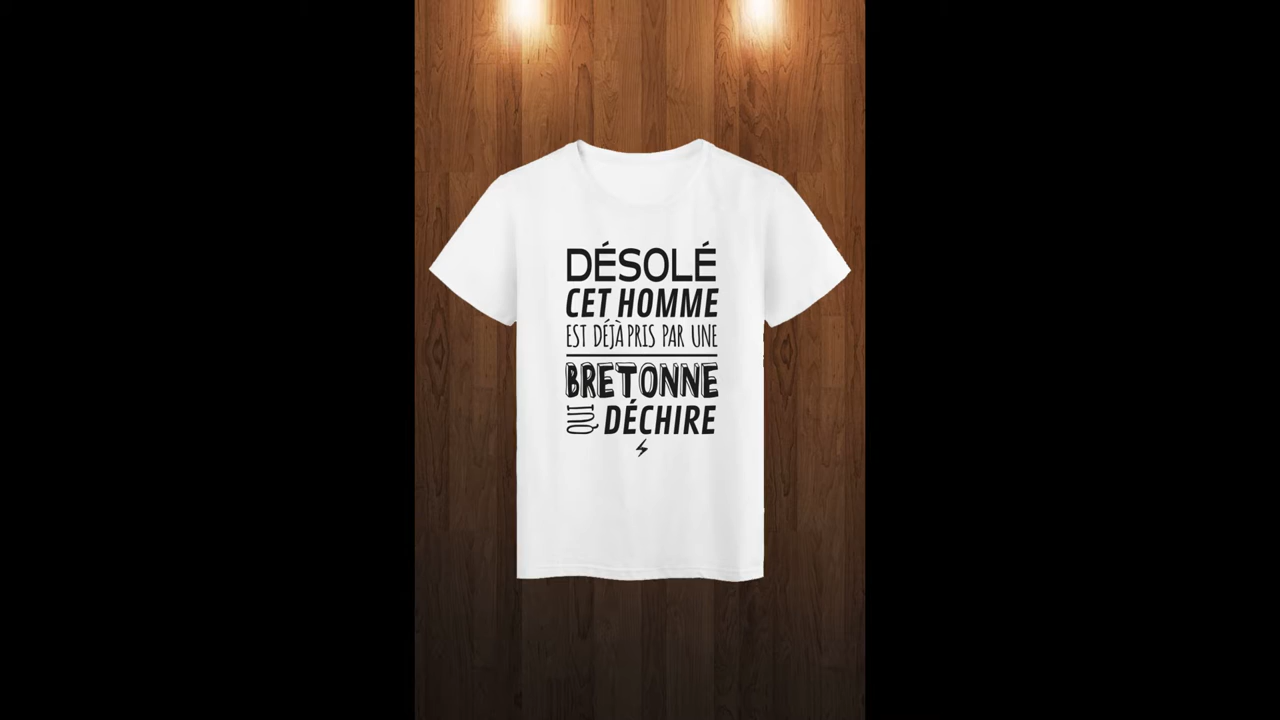 DÉSOLÉ
CET HOMME
EST DÉJÀ PRIS PAR UNE
BRETONNE
QUI DÉCHIRE